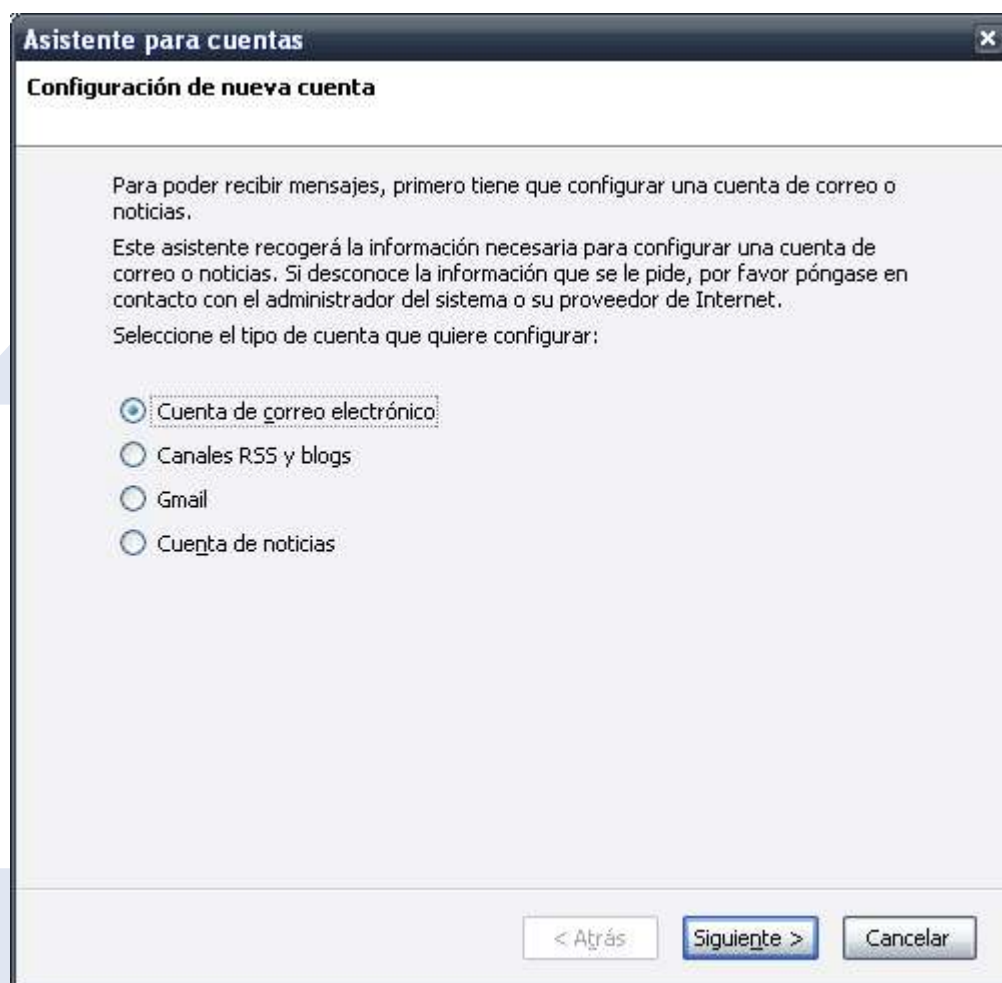 Asistente para cuentas
Configuración de nueva cuenta
Para poder recibir mensajes, primero tiene que configurar una cuenta de correo o
noticias.
Este asistente recogerá la información necesaria para configurar una cuenta de
correo o noticias. Si desconoce la información que se le pide, por favor póngase en
contacto con el administrador del sistema o su proveedor de Internet.
Seleccione el tipo de cuenta que quiere configurar:
Cuenta de correo electrónico
Canales RSS y blogs
Gmail
Cuenta de noticias
< Atrás Siguiente > Cancelar